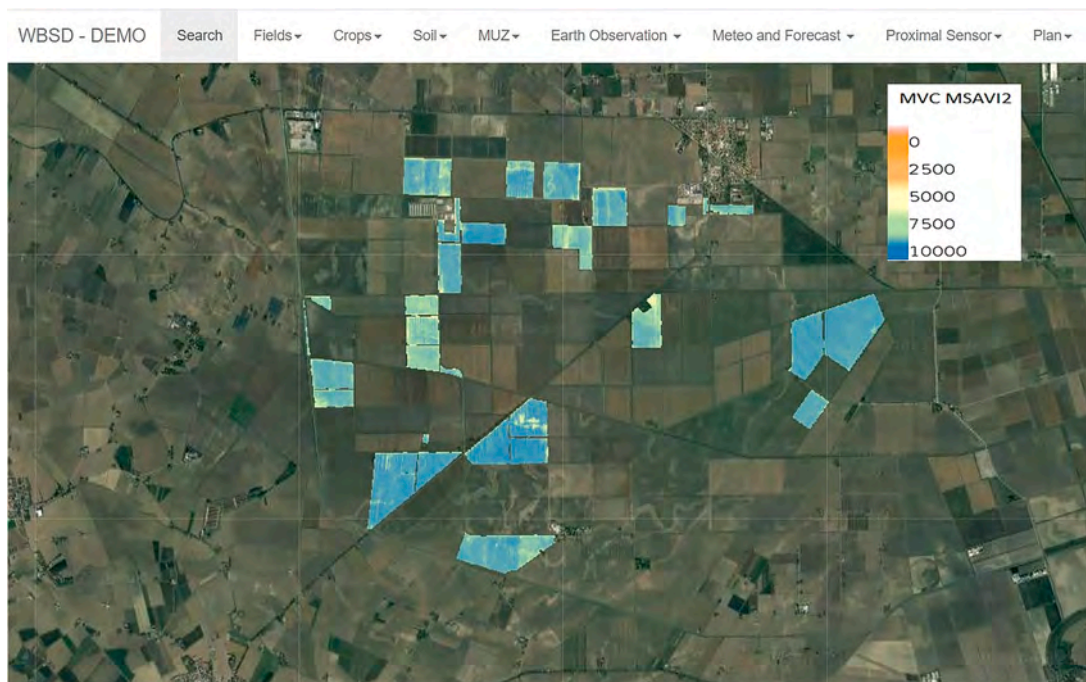 WBSD - DEMO Search Fields Crops Soil MUZ Earth Observation Meteo and Forecast Proximal Sensor Plan
MVC MSAVI2
0
2500
5000
7500
10000